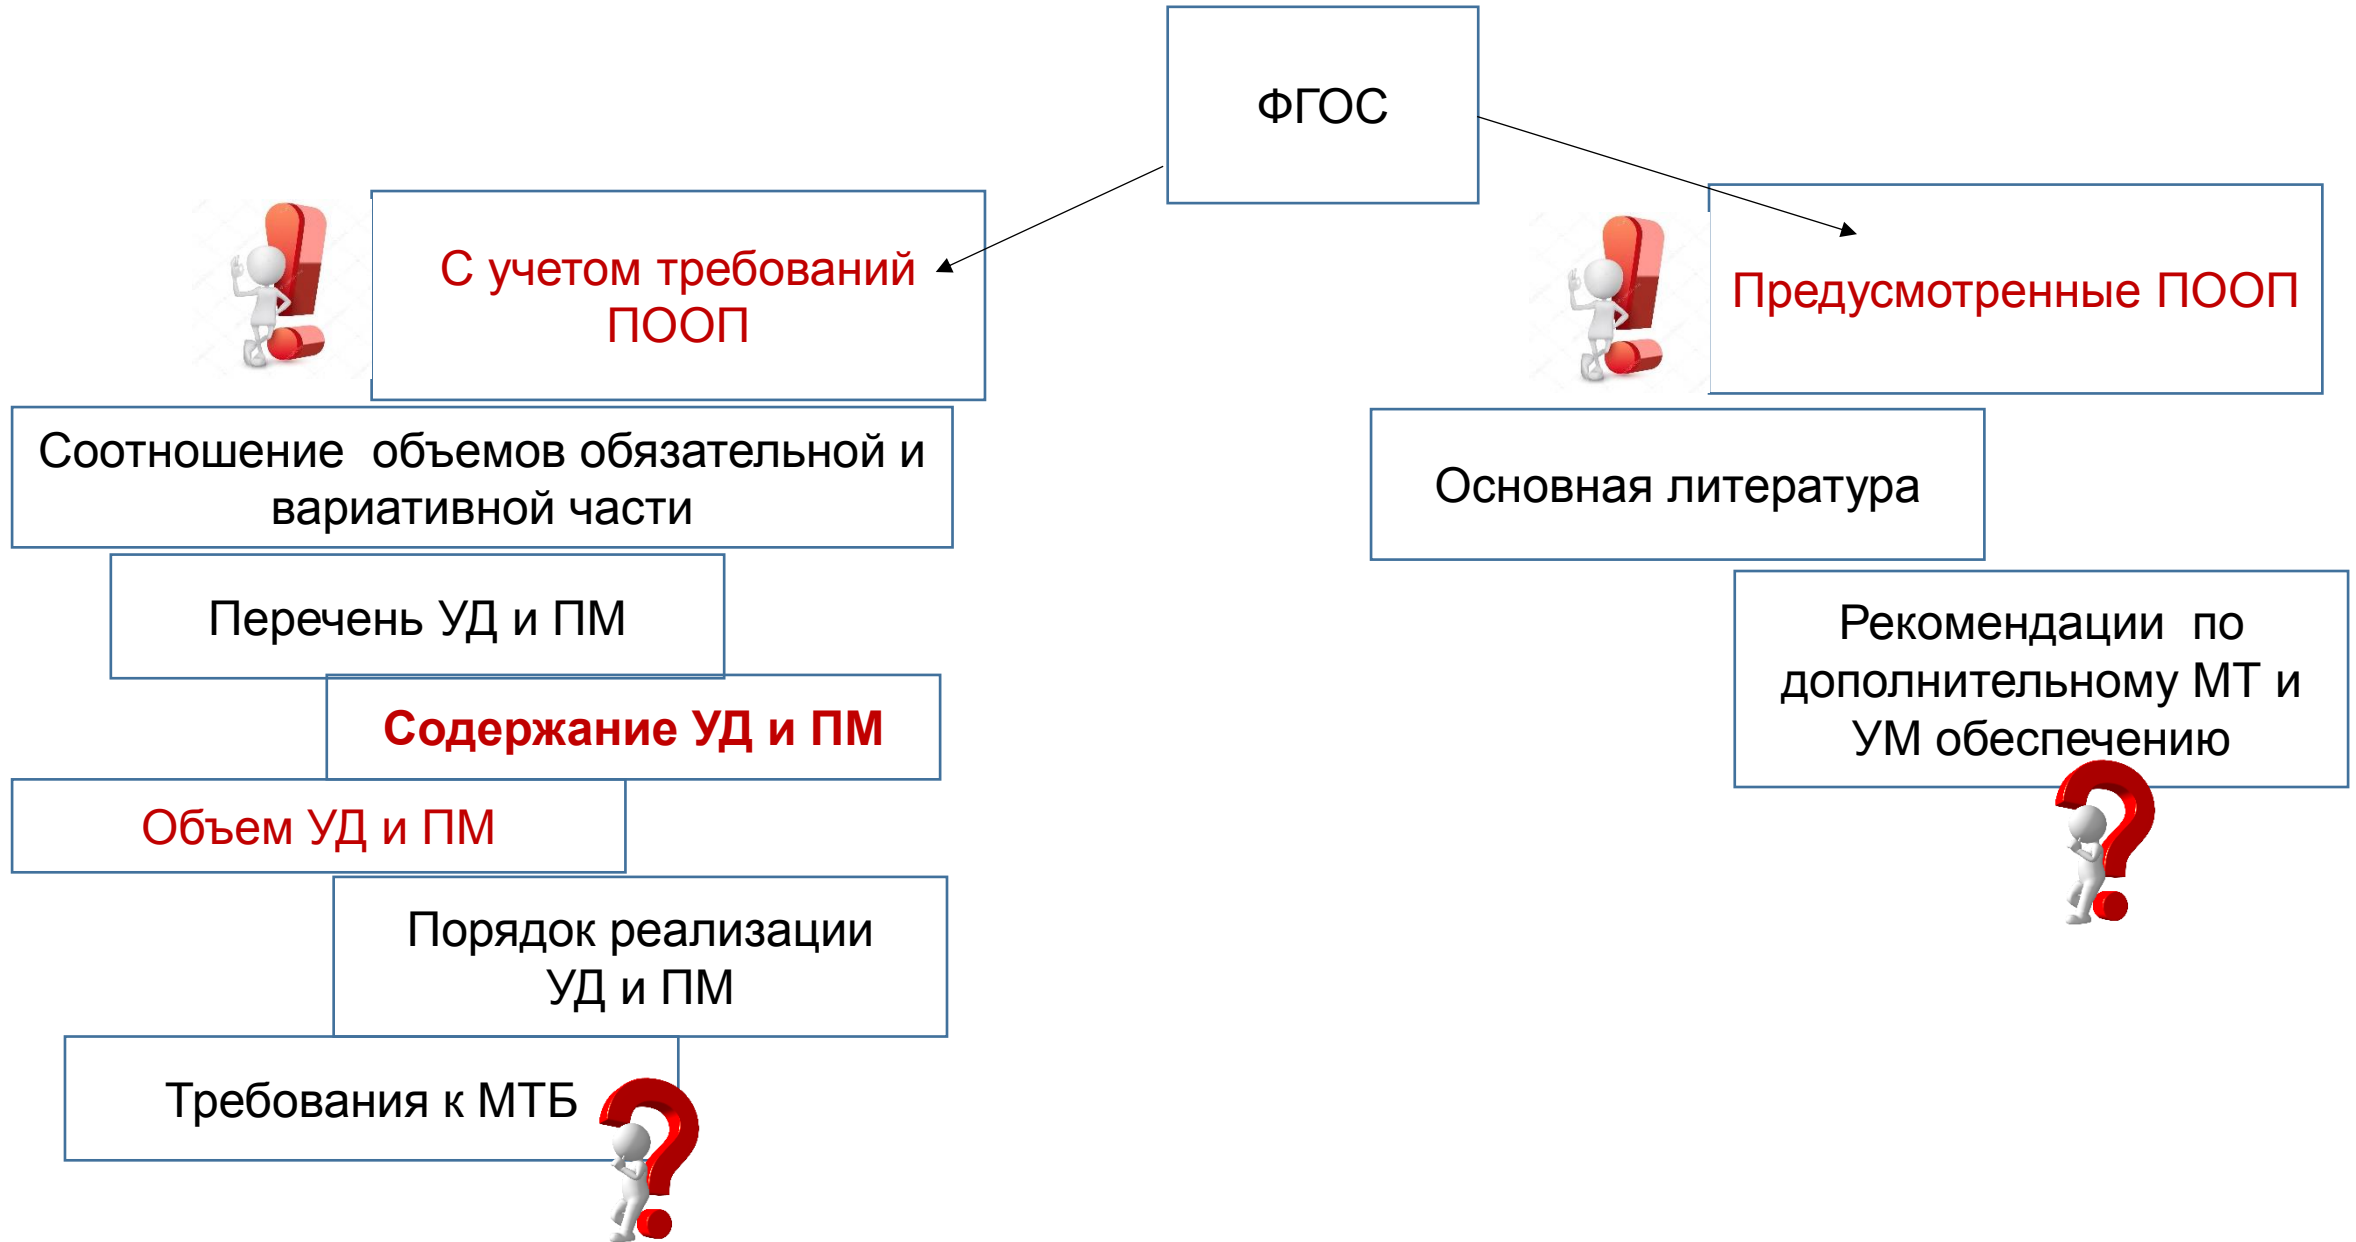 ФГОС
С учетом требований
ПООП
Соотношение объемов обязательной и
вариативной части
Перечень УД и ПМ
Содержание УД и ПМ
Объем УД и ПМ
Порядок реализации
УД и ПМ
Требования к МТБ
Предусмотренные ПООП
Основная литература
Рекомендации по
дополнительному МТ и
УМ обеспечению